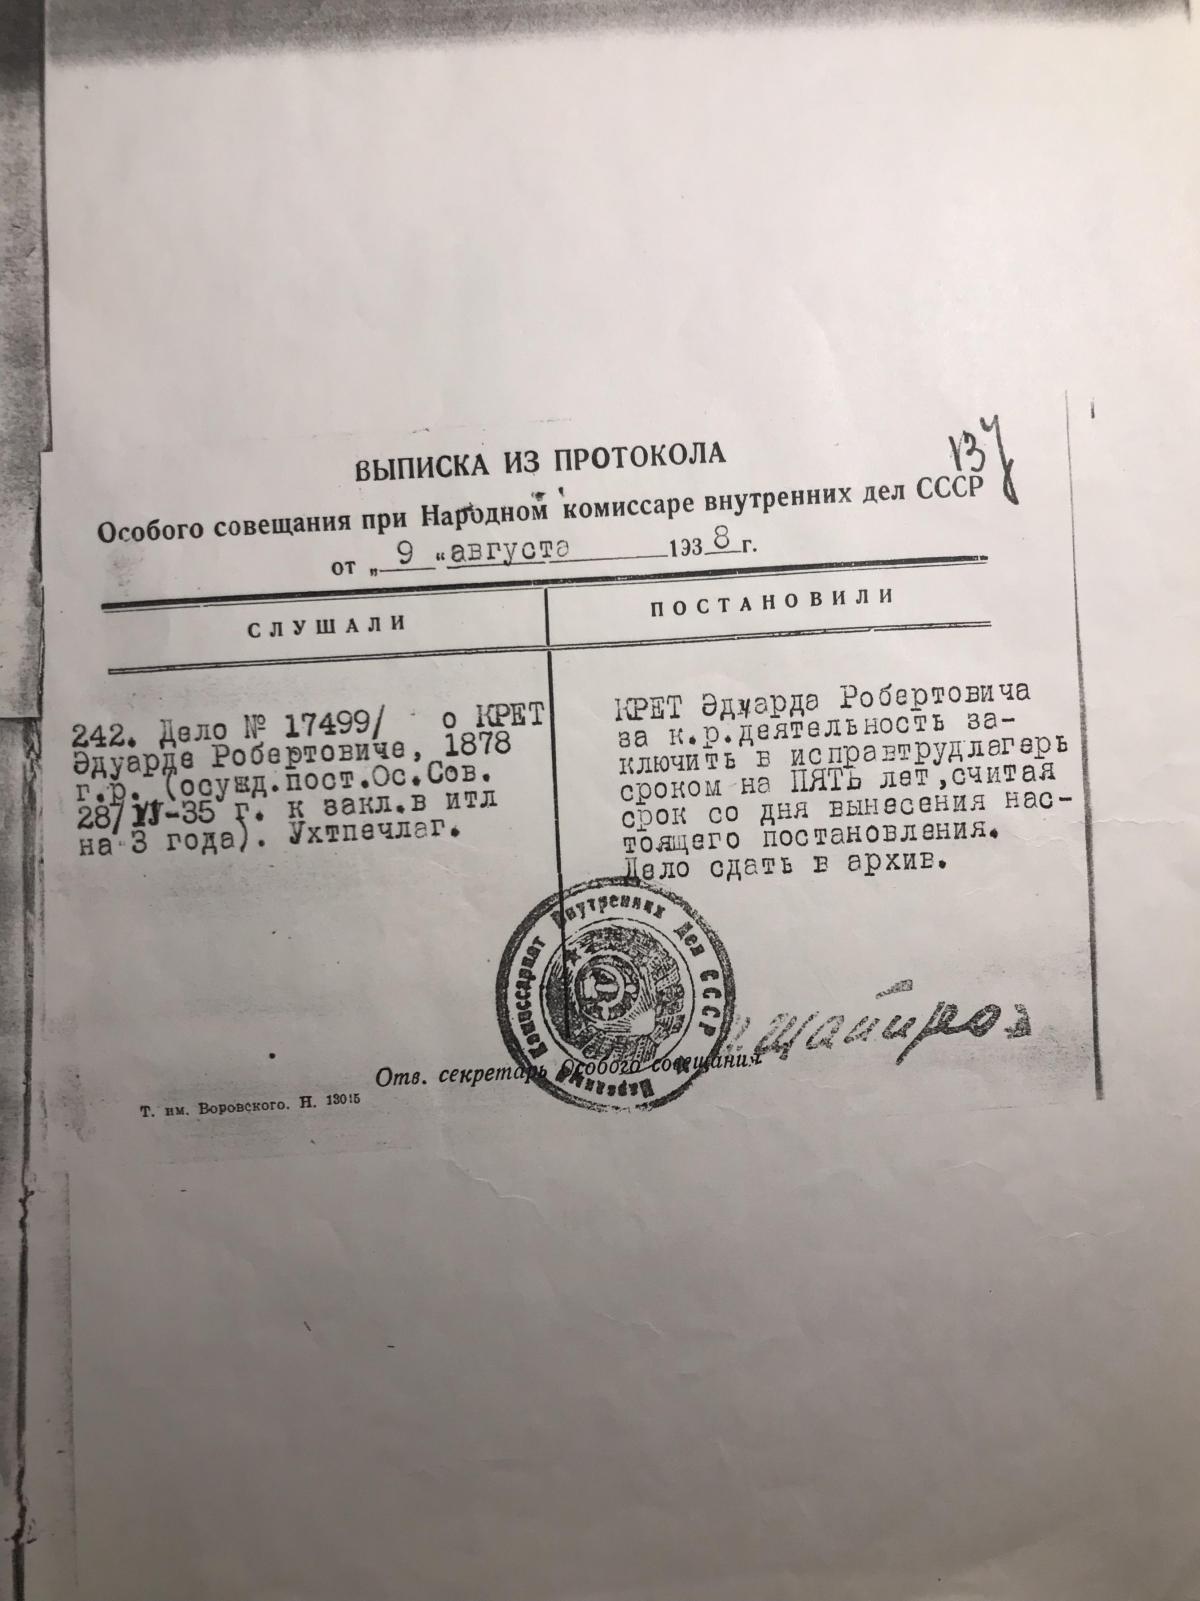 137
ВЫПИСКА ИЗ ПРОТОКОЛА
Особого совещания при Народном комиссаре внутренних дел СССР
от „ 9 “ августа 1938 г.
СЛУШАЛИ
242. Дело № 17499/ о КРЕТ
Эдуарде Робертовиче, 1878
г.р. (осужд.пост.Ос.Сов.
28/ -35 г. к закл.в итл
на 3 года). Ухтпечлаг.
ПОСТАНОВИЛИ
КРЕТ Эдуарда Робертовича
за к.р.деятельность за-
ключить в исправтрудлагерь
сроком на ПЯТЬ лет,считая
срок со дня вынесения нас-
тоящего постановления.
Дело сдать в архив.
Народный Комиссариат Внутренних Дел СССР
Отв. секретарь Особого совещания
Шапиро
Т. им. Воровского. Н. 13015